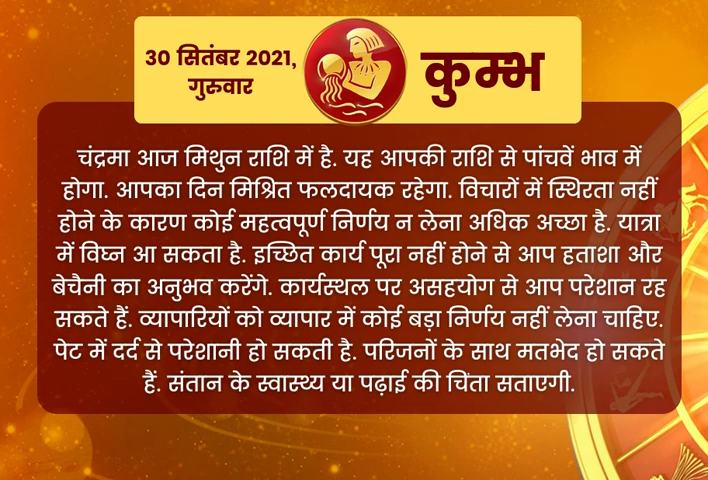 30 सितंबर 2021,
गुरुवार
कुम्भ
चंद्रमा आज मिथुन राशि में है. यह आपकी राशि से पांचवें भाव में
होगा. आपका दिन मिश्रित फलदायक रहेगा. विचारों में स्थिरता नहीं
होने के कारण कोई महत्वपूर्ण निर्णय न लेना अधिक अच्छा है. यात्रा
में विघ्न आ सकता है. इच्छित कार्य पूरा नहीं होने से आप हताशा और
बेचैनी का अनुभव करेंगे. कार्यस्थल पर असहयोग से आप परेशान रह
सकते हैं. व्यापारियों को व्यापार में कोई बड़ा निर्णय नहीं लेना चाहिए.
पेट में दर्द से परेशानी हो सकती है. परिजनों के साथ मतभेद हो सकते
हैं. संतान के स्वास्थ्य या पढ़ाई की चिंता सताएगी.